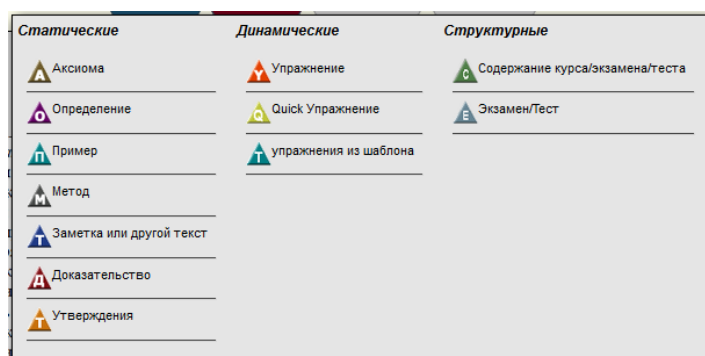 Статические
Динамические
Структурные
А Аксиома
У Упражнение
С Содержание курса/экзамена/теста
О Определение
Q Quick Упражнение
E Экзамен/Тест
П Пример
Т упражнения из шаблона
М Метод
Т Заметка или другой текст
Д Доказательство
Т Утверждения